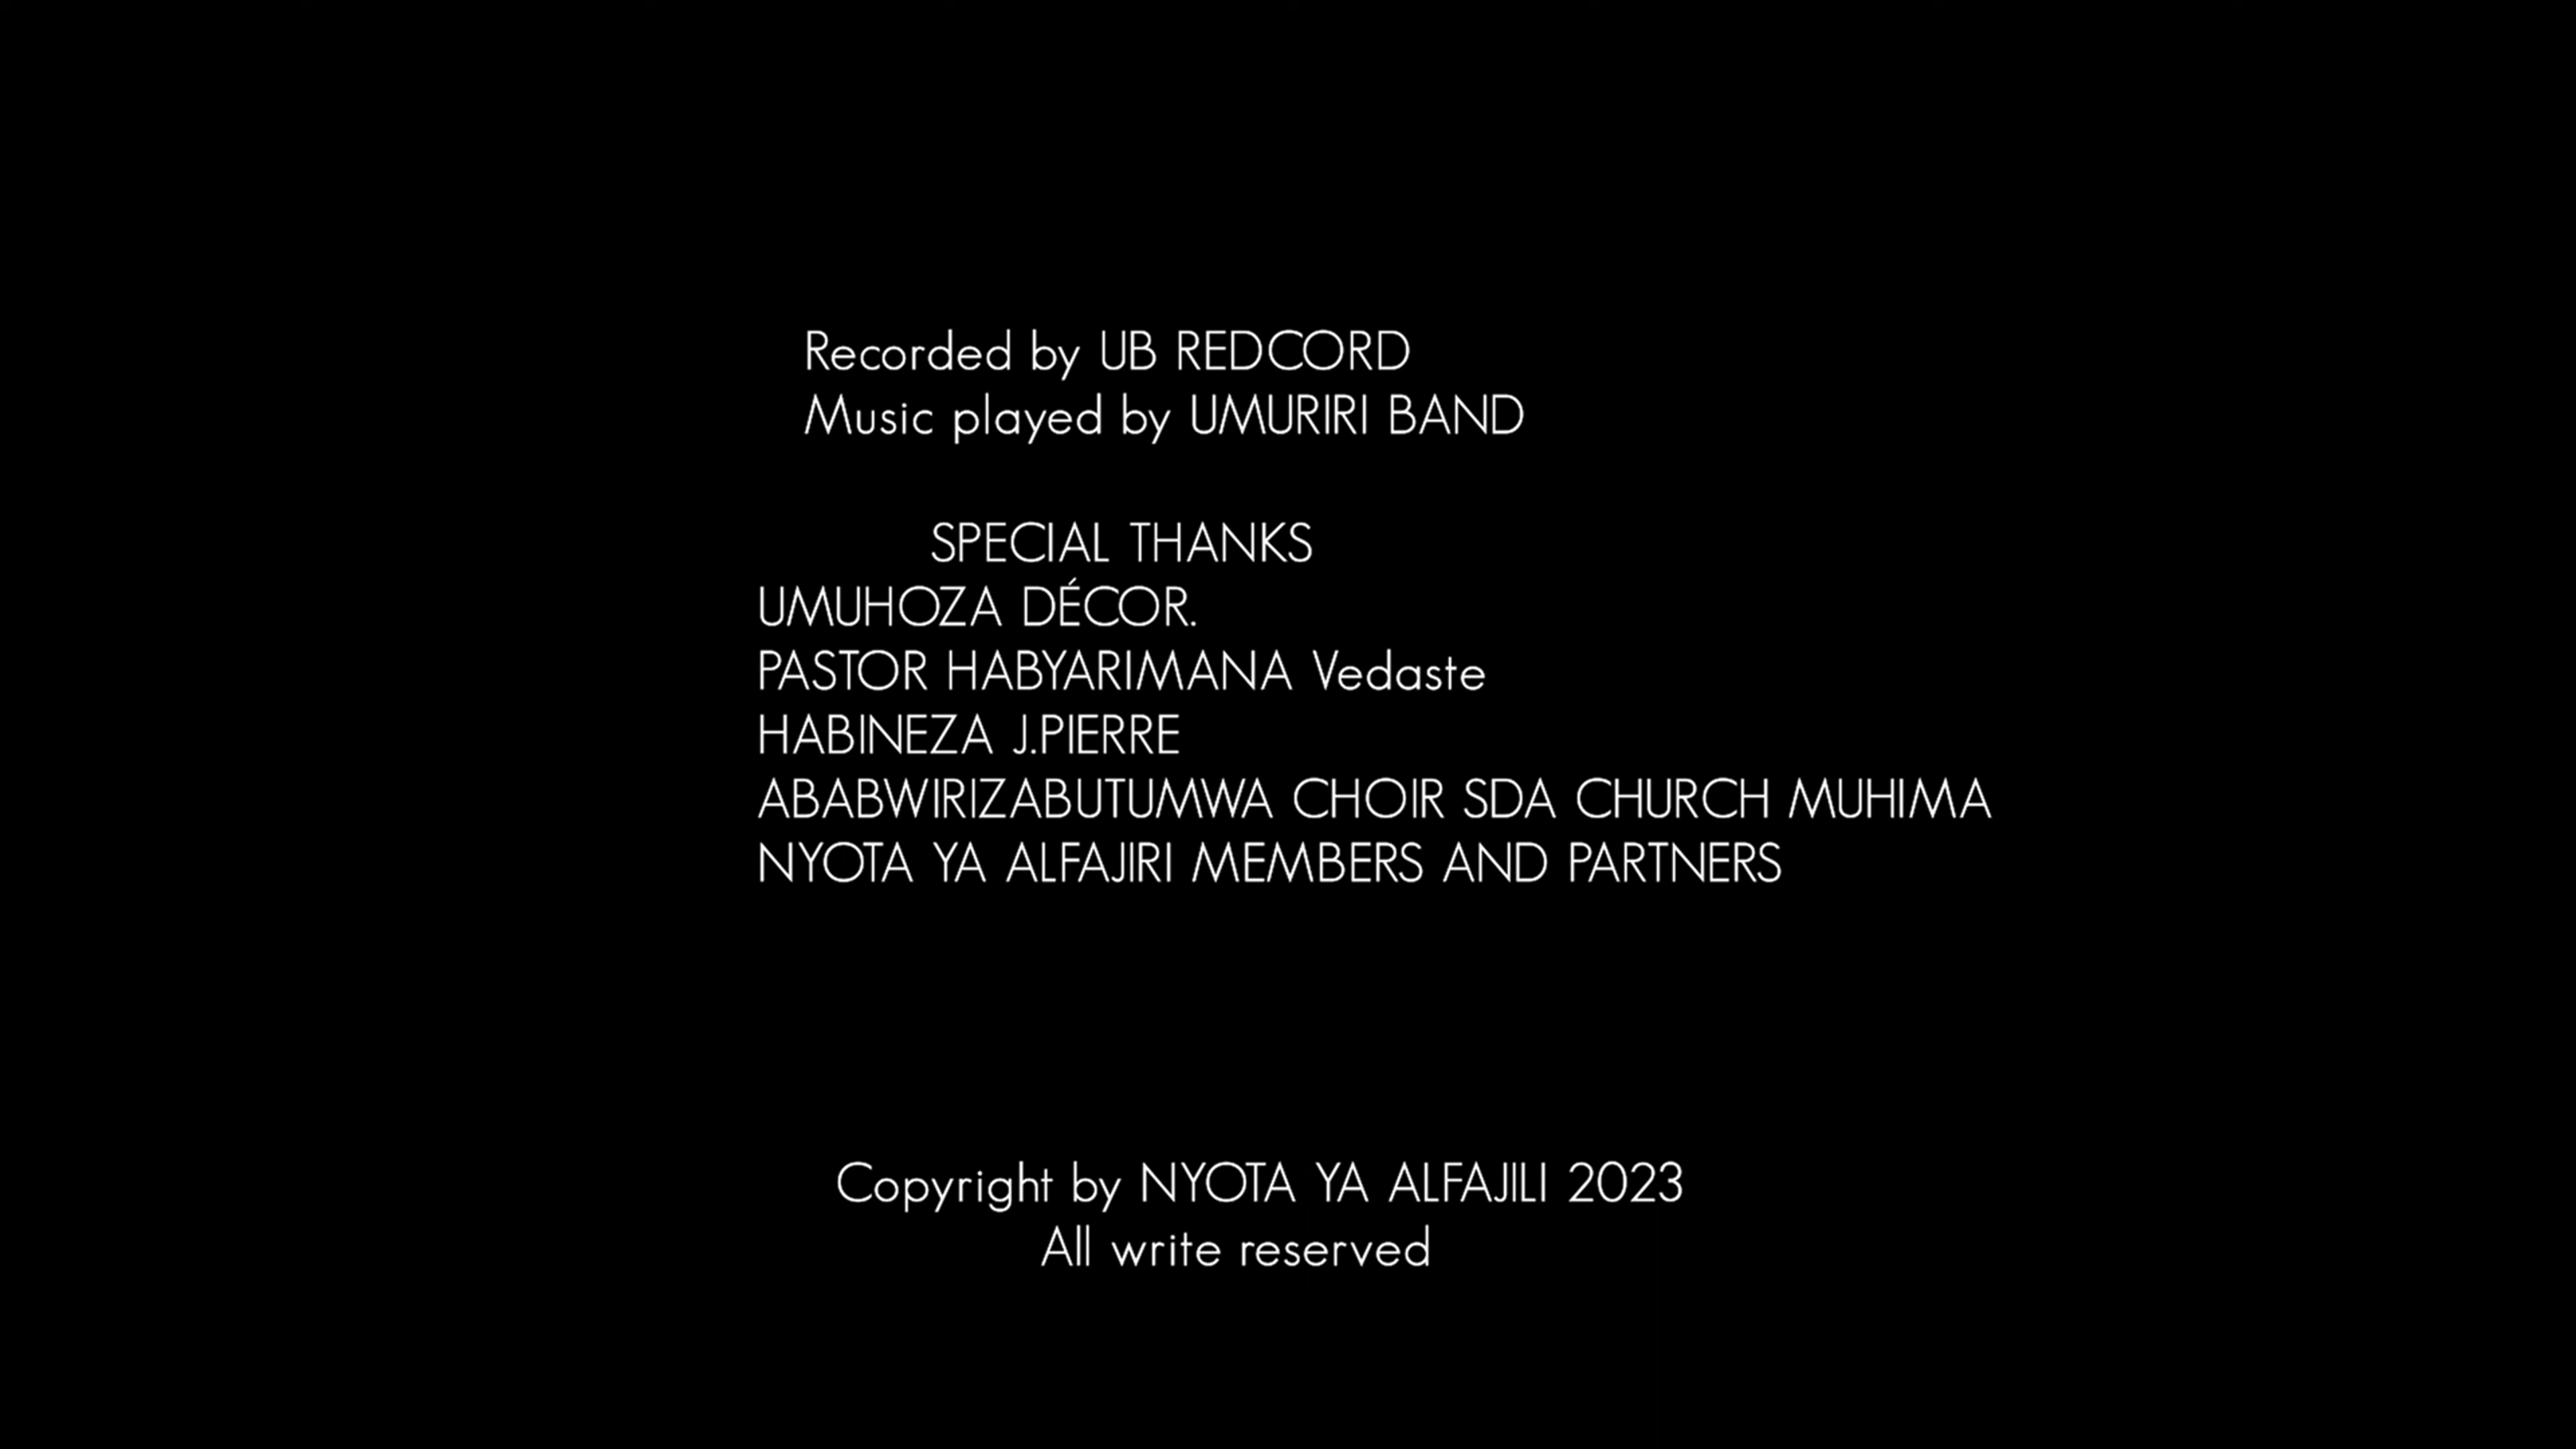 Recorded by UB REDCORD
Music played by UMURIRI BAND
SPECIAL THANKS
UMUHOZA DÉCOR.
PASTOR HABYARIMANA Vedaste
HABINEZA J.PIERRE
ABABWIRIZABUTUMWA CHOIR SDA CHURCH MUHIMA
NYOTA YA ALFAJIRI MEMBERS AND PARTNERS
Copyright by NYOTA YA ALFAJILI 2023
All write reserved